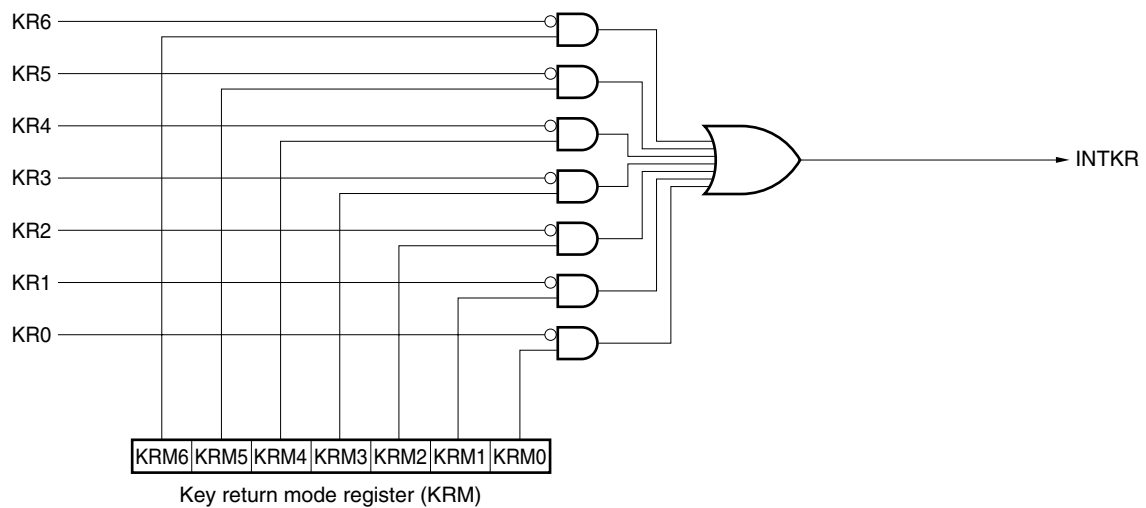 KR6
KR5
KR4
KR3
KR2
KR1
KR0
INTKR
KRM6 KRM5 KRM4 KRM3 KRM2 KRM1 KRM0
Key return mode register (KRM)